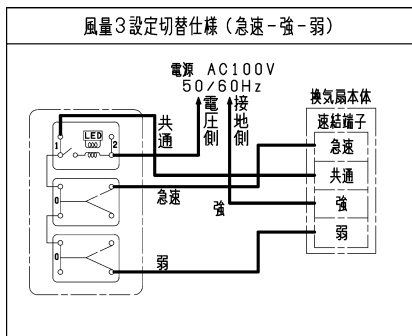 風量３設定切替仕様（急速－強－弱）
電源 AC100V
50/60Hz
電圧側
接地側
換気扇本体
速結端子
急速
共通
強
弱
共通
LED
1
2
0
急速
強
0
弱